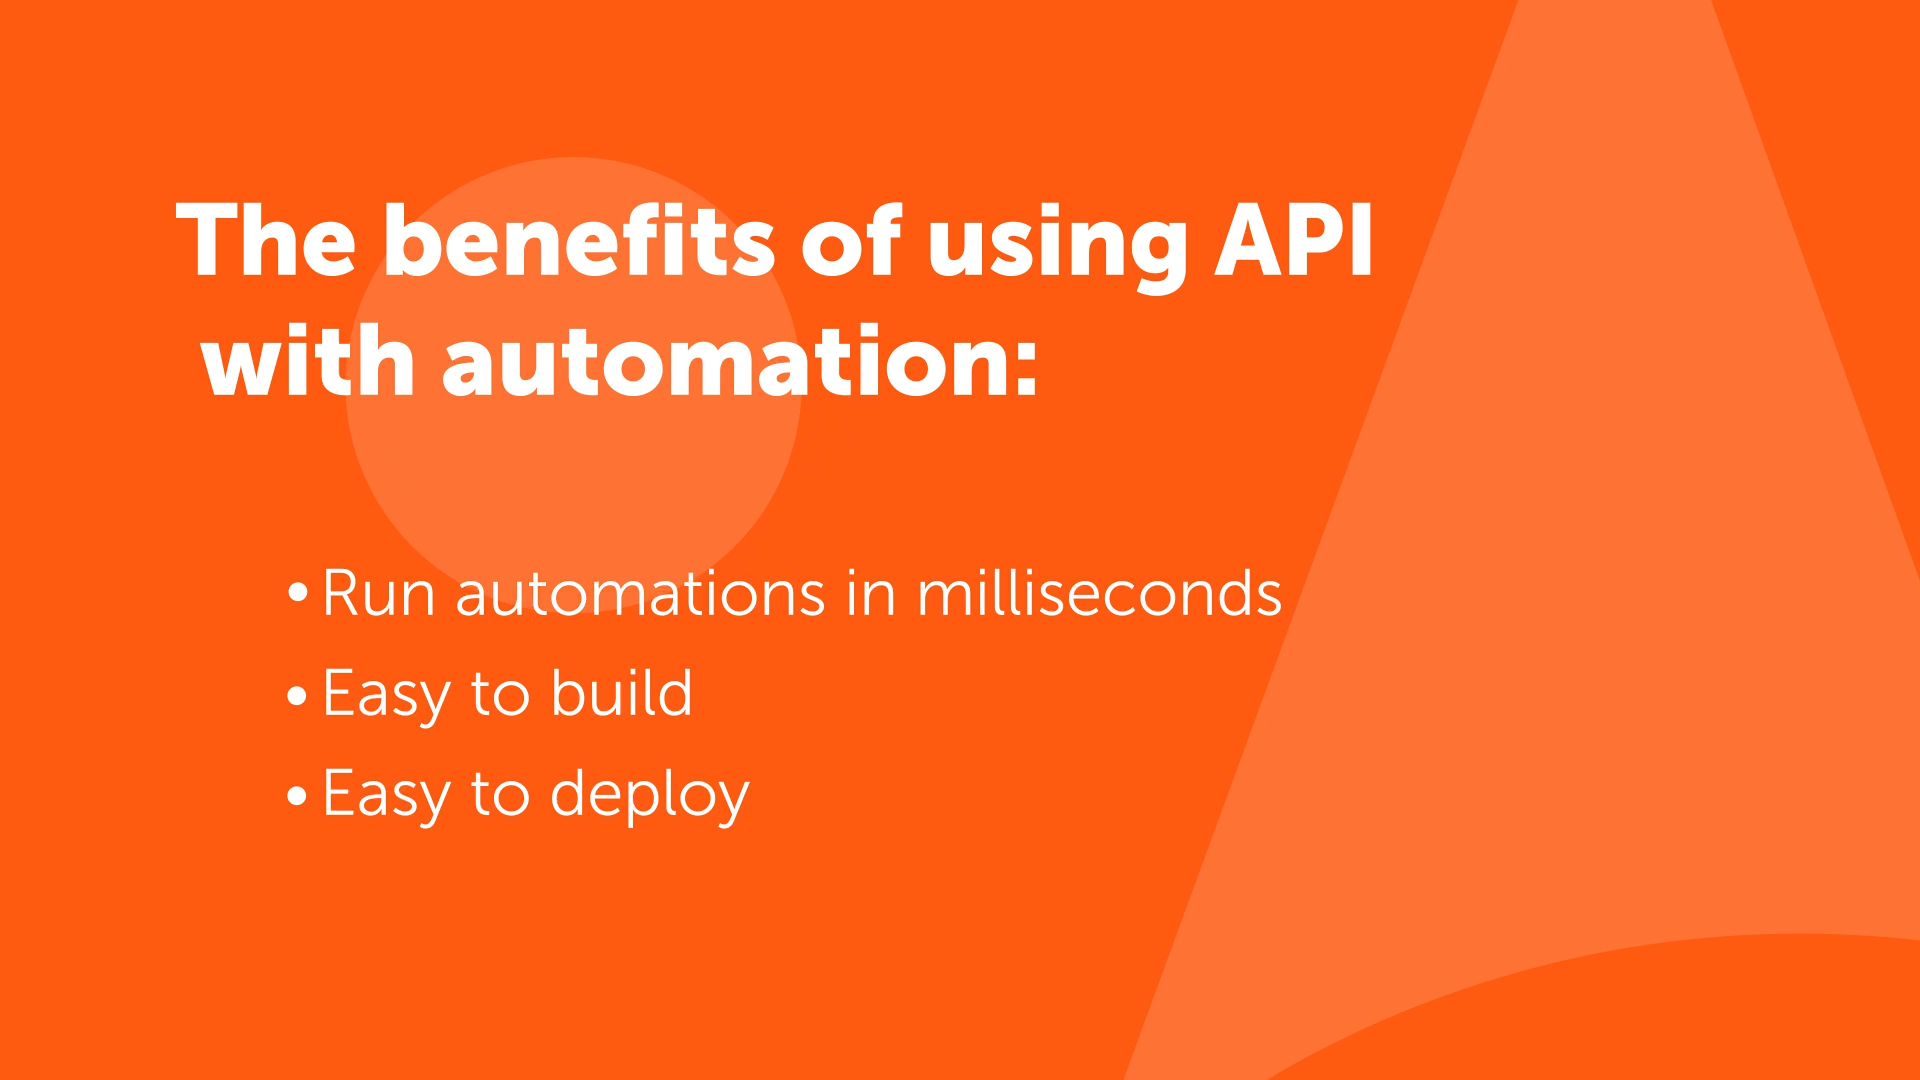 The benefits of using API
with automation:
• Run automations in milliseconds
• Easy to build
• Easy to deploy